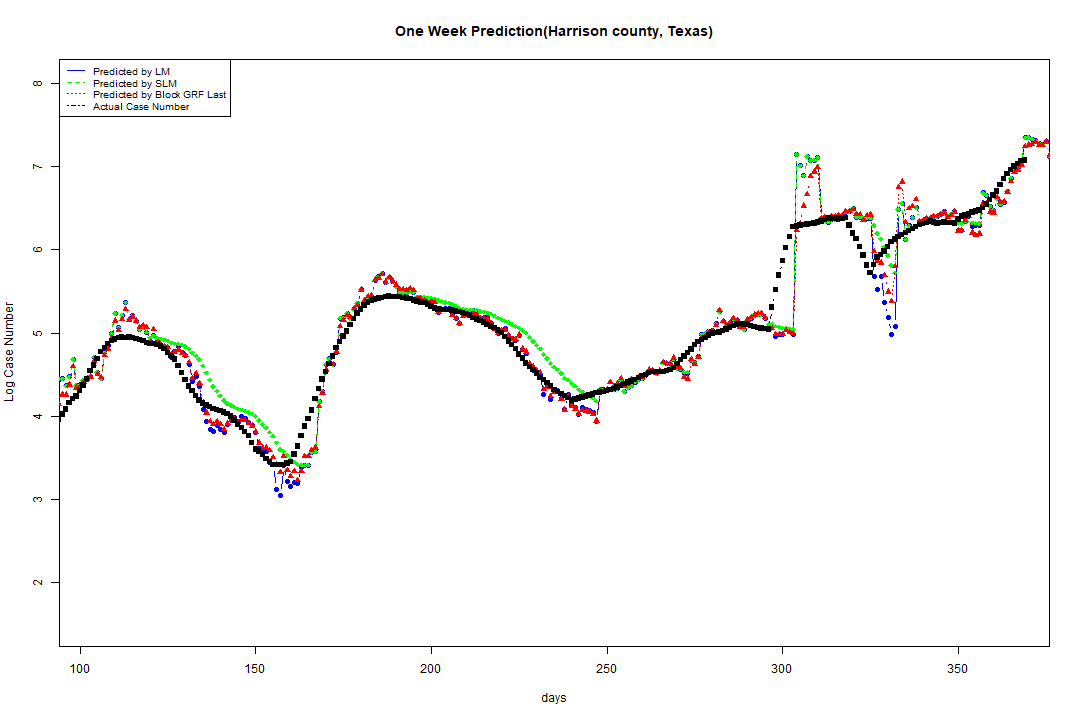 One Week Prediction(Harrison county, Texas)
Predicted by LM
Predicted by SLM
Predicted by Block GRF Last
Actual Case Number
8
7
6
5
4
3
2
Log Case Number
100 150 200 250 300 350
days